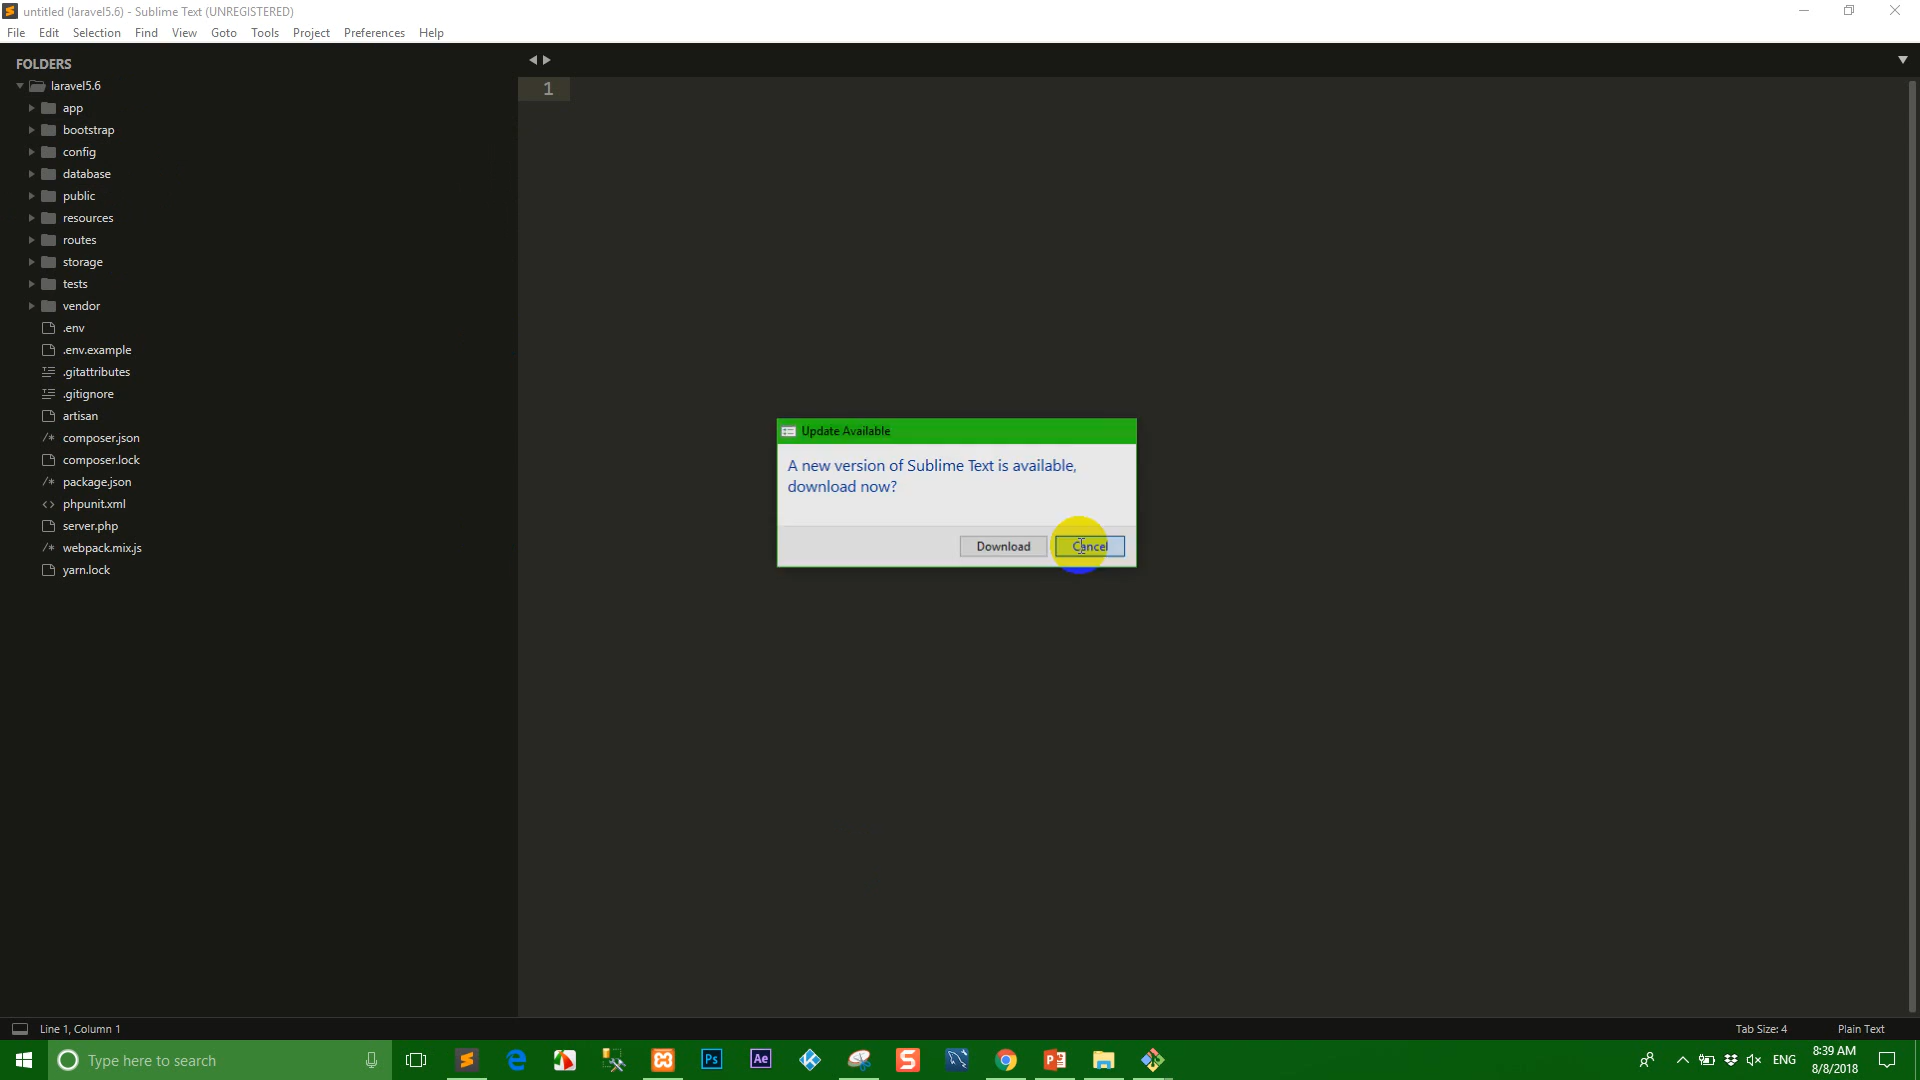 untitled (laravel5.6) - Sublime Text (UNREGISTERED)
File Edit Selection Find View Goto Tools Project Preferences Help
FOLDERS
laravel5.6
1
app
bootstrap
config
database
public
resources
routes
storage
tests
vendor
.env
.env.example
.gitattributes
.gitignore
artisan
composer.json
composer.lock
package.json
phpunit.xml
server.php
webpack.mix.js
yarn.lock
Update Available
A new version of Sublime Text is available,
download now?
Download Cancel
Line 1, Column 1 Tab Size: 4 Plain Text
Type here to search Ps Ae ENG 8:39 AM
8/8/2018